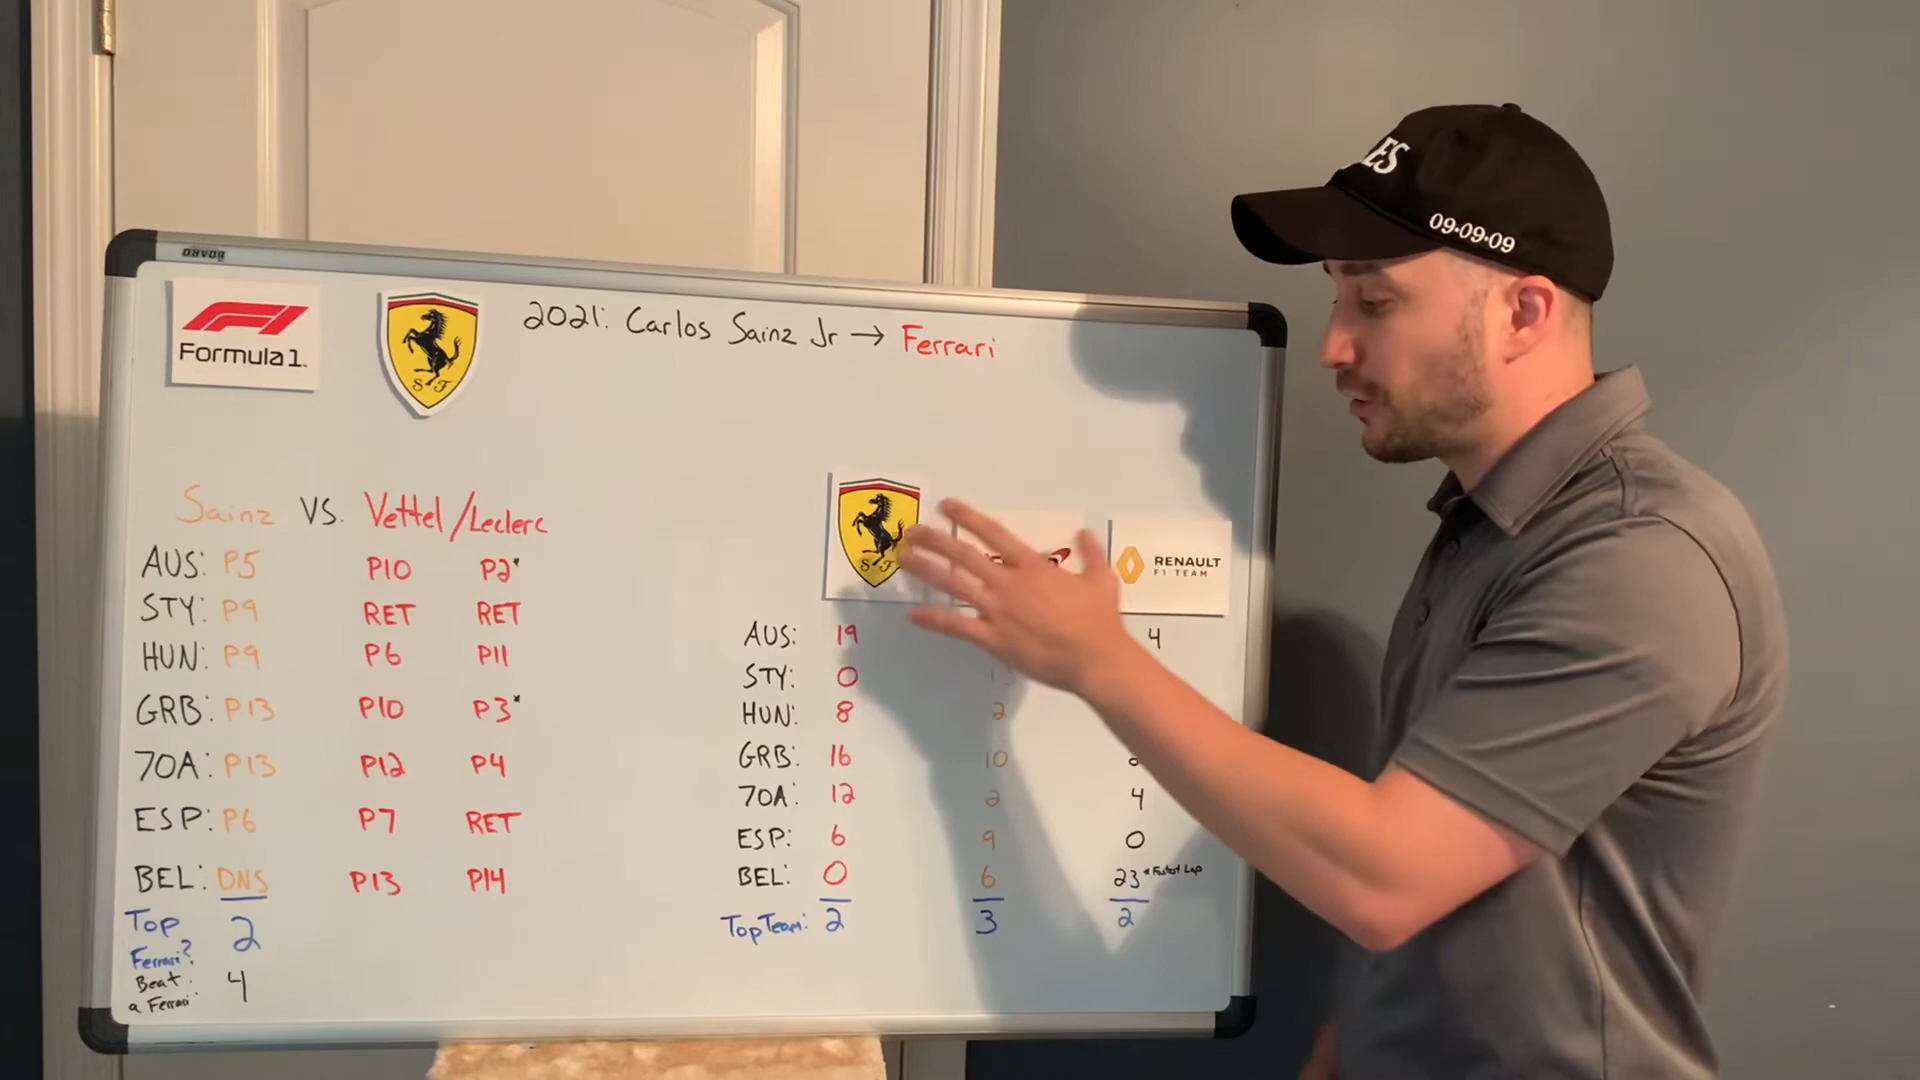 ES
09·09·09
BOARD
F1
Formula 1
S F
2021: Carlos Sainz Jr → Ferrari
Sainz VS. Vettel/Leclerc
AUS: P5 P10 P2*
STY: P9 RET RET
HUN: P9 P6 P11
GRB: P13 P10 P3*
70A: P13 P12 P4
ESP: P6 P7 RET
BEL: DNS P13 P14
Top Ferrari? 2
Beat a Ferrari: 4
S F
RENAULT
F1 TEAM
AUS: 19 4
STY: 0
HUN: 8 2
GRB: 16 10
70A: 12 2 4
ESP: 6 9 0
BEL: 0 6 23 * Fastest Lap
Top Team: 2 3 2